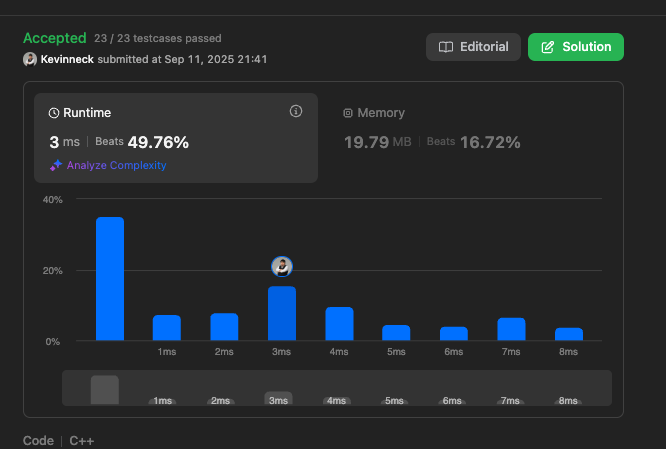 Accepted 23 / 23 testcases passed
Kevinneck submitted at Sep 11, 2025 21:41
Editorial
Solution
Runtime
3 ms | Beats 49.76%
Analyze Complexity
Memory
19.79 MB | Beats 16.72%
40%
20%
0%
1ms 2ms 3ms 4ms 5ms 6ms 7ms 8ms
1ms 2ms 3ms 4ms 5ms 6ms 7ms 8ms
Code | C++